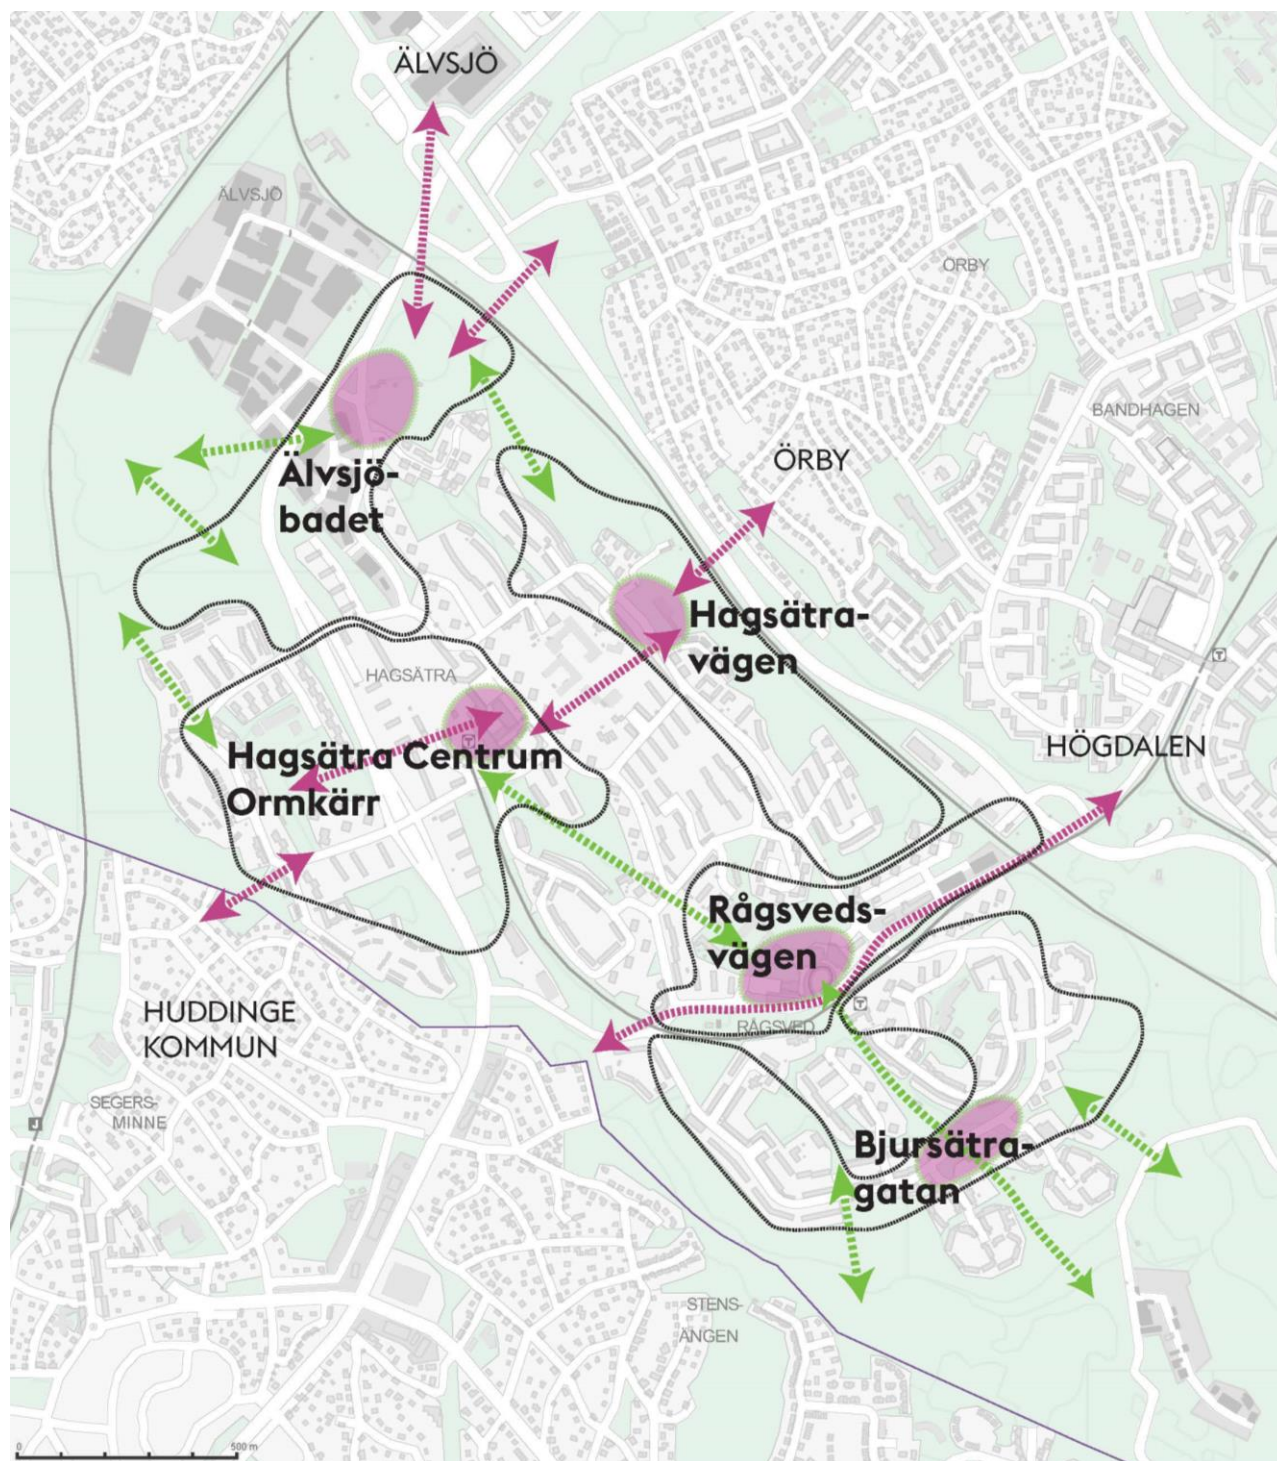 ÄLVSJÖ
ÄLVSJÖ
ÖRBY
BANDHAGEN
ÖRBY
Älvsjö-
badet
Hagsätra-
vägen
HAGSÄTRA
T
T
HÖGDALEN
Hagsätra Centrum
Ormkärr
Rågsveds-
vägen
T
RÅGSVED
HUDDINGE
KOMMUN
SEGERS-
MINNE
J
Bjursätra-
gatan
STENS-
ÄNGEN
0 500 m